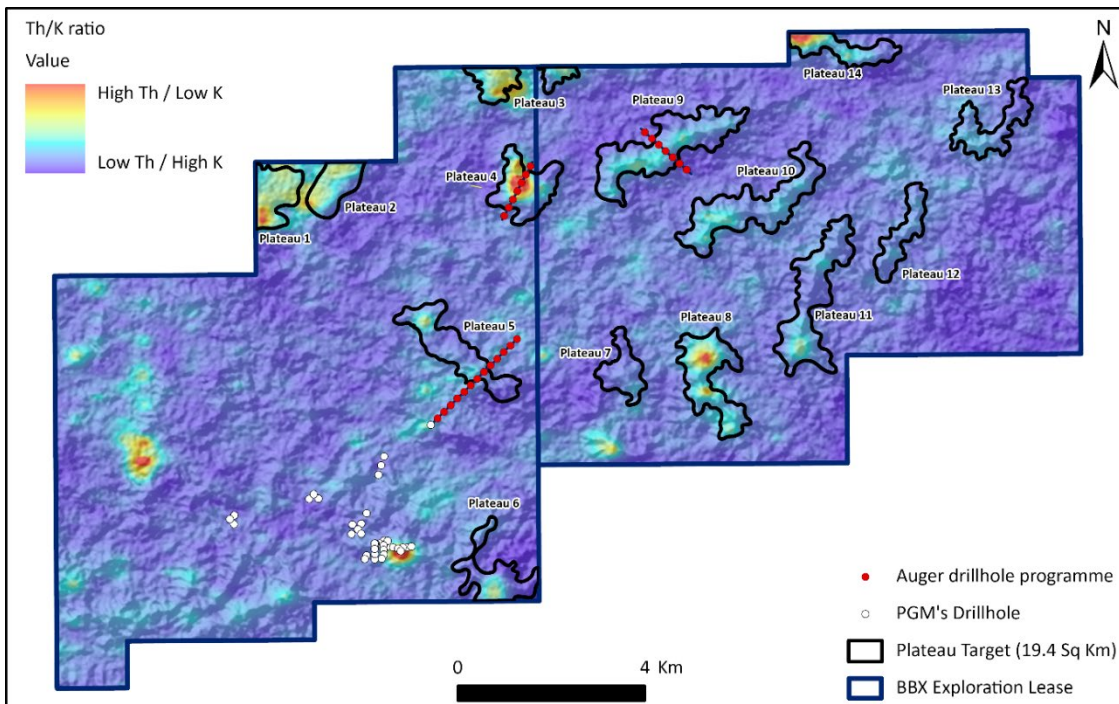 Th/K ratio
Value
High Th / Low K
Low Th / High K
N
Plateau 14
Plateau 13
Plateau 3
Plateau 9
Plateau 4
Plateau 10
Plateau 2
Plateau 1
Plateau 12
Plateau 11
Plateau 5
Plateau 8
Plateau 7
Plateau 6
Auger drillhole programme
PGM's Drillhole
Plateau Target (19.4 Sq Km)
BBX Exploration Lease
0 4 Km